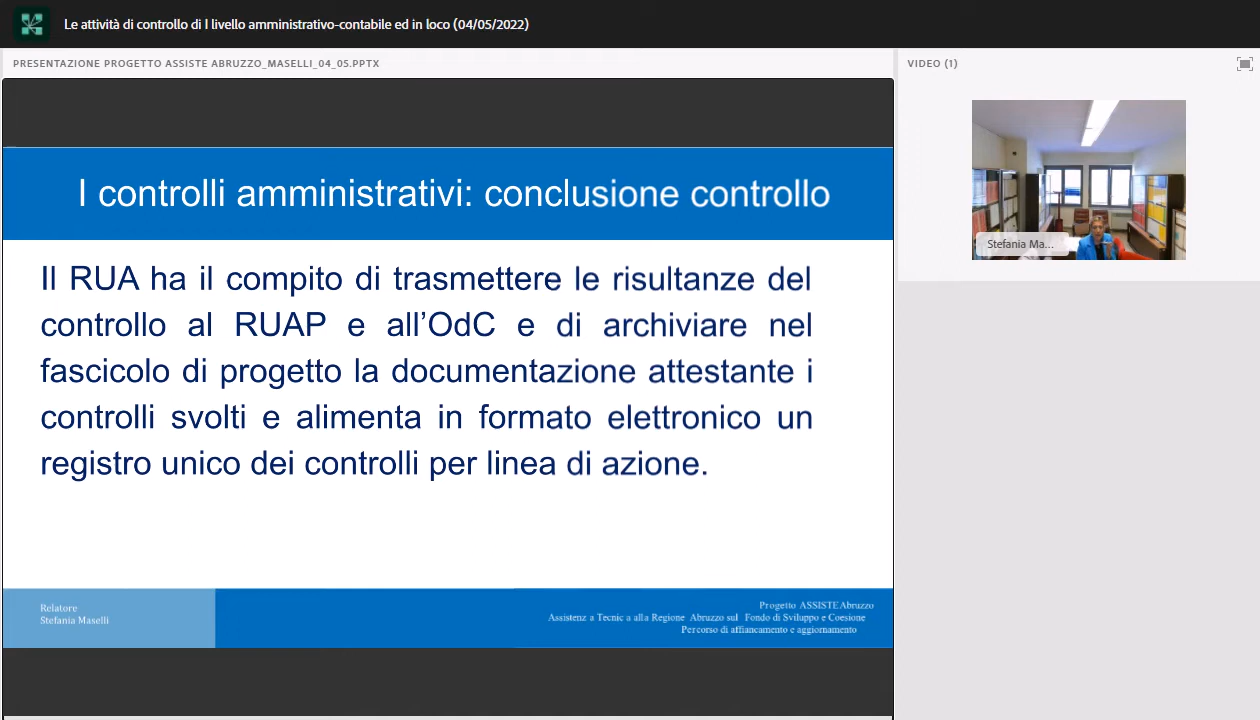 Le attività di controllo di I livello amministrativo-contabile ed in loco (04/05/2022)
PRESENTAZIONE PROGETTO ASSISTE ABRUZZO_MASELLI_04_05.PPTX
VIDEO (1)
I controlli amministrativi: conclusione controllo
Il RUA ha il compito di trasmettere le risultanze del
controllo al RUAP e all’OdC e di archiviare nel
fascicolo di progetto la documentazione attestante i
controlli svolti e alimenta in formato elettronico un
registro unico dei controlli per linea di azione.
Stefania Ma...
Relatore
Stefania Maselli
Progetto ASSISTE Abruzzo
Assistenz a Tecnic a alla Regione Abruzzo sul Fondo di Sviluppo e Coesione
Percorso di affiancamento e aggiornamento